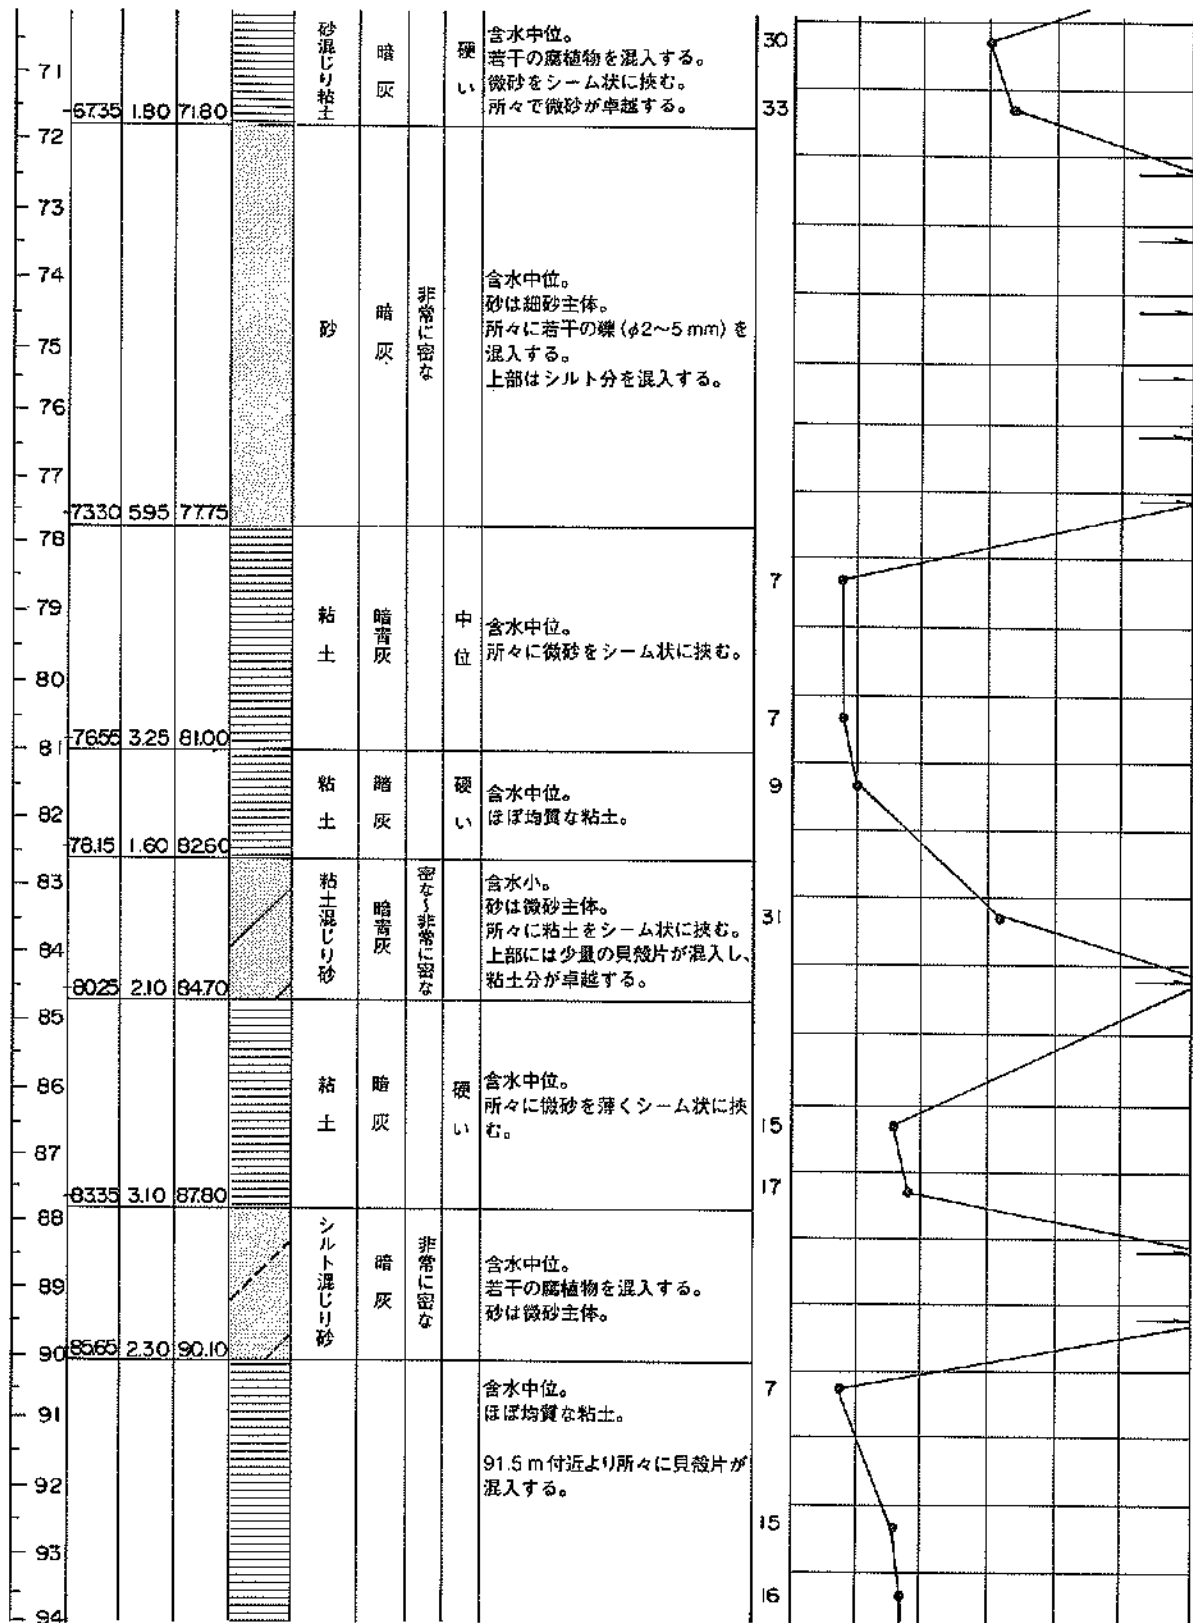 71
-67.35 1.80 71.80
砂混じり粘土
暗灰
硬い
含水中位。
若干の腐植物を混入する。
微砂をシーム状に挾む。
所々で微砂が卓越する。
30
33
72
73
74
75
76
77
-73.30 5.95 77.75
砂
暗灰
非常に密な
含水中位。
砂は細砂主体。
所々に若干の礫(φ2~5mm)を
混入する。
上部はシルト分を混入する。
78
79
80
81
-76.55 3.25 81.00
粘土
暗青灰
中位
含水中位。
所々に微砂をシーム状に挾む。
7
7
82
-78.15 1.60 82.60
粘土
暗灰
硬い
含水中位。
ほぼ均質な粘土。
9
83
84
-80.25 2.10 84.70
粘土混じり砂
暗青灰
密な~非常に密な
含水小。
砂は微砂主体。
所々に粘土をシーム状に挾む。
上部には少量の貝殻片が混入し、
粘土分が卓越する。
31
85
86
87
-83.35 3.10 87.80
粘土
暗灰
硬い
含水中位。
所々に微砂を薄くシーム状に挾
む。
15
17
88
89
90
-85.65 2.30 90.10
シルト混じり砂
暗灰
非常に密な
含水中位。
若干の腐植物を混入する。
砂は微砂主体。
91
92
93
94
含水中位。
ほぼ均質な粘土。
91.5m付近より所々に貝殻片が
混入する。
7
15
16